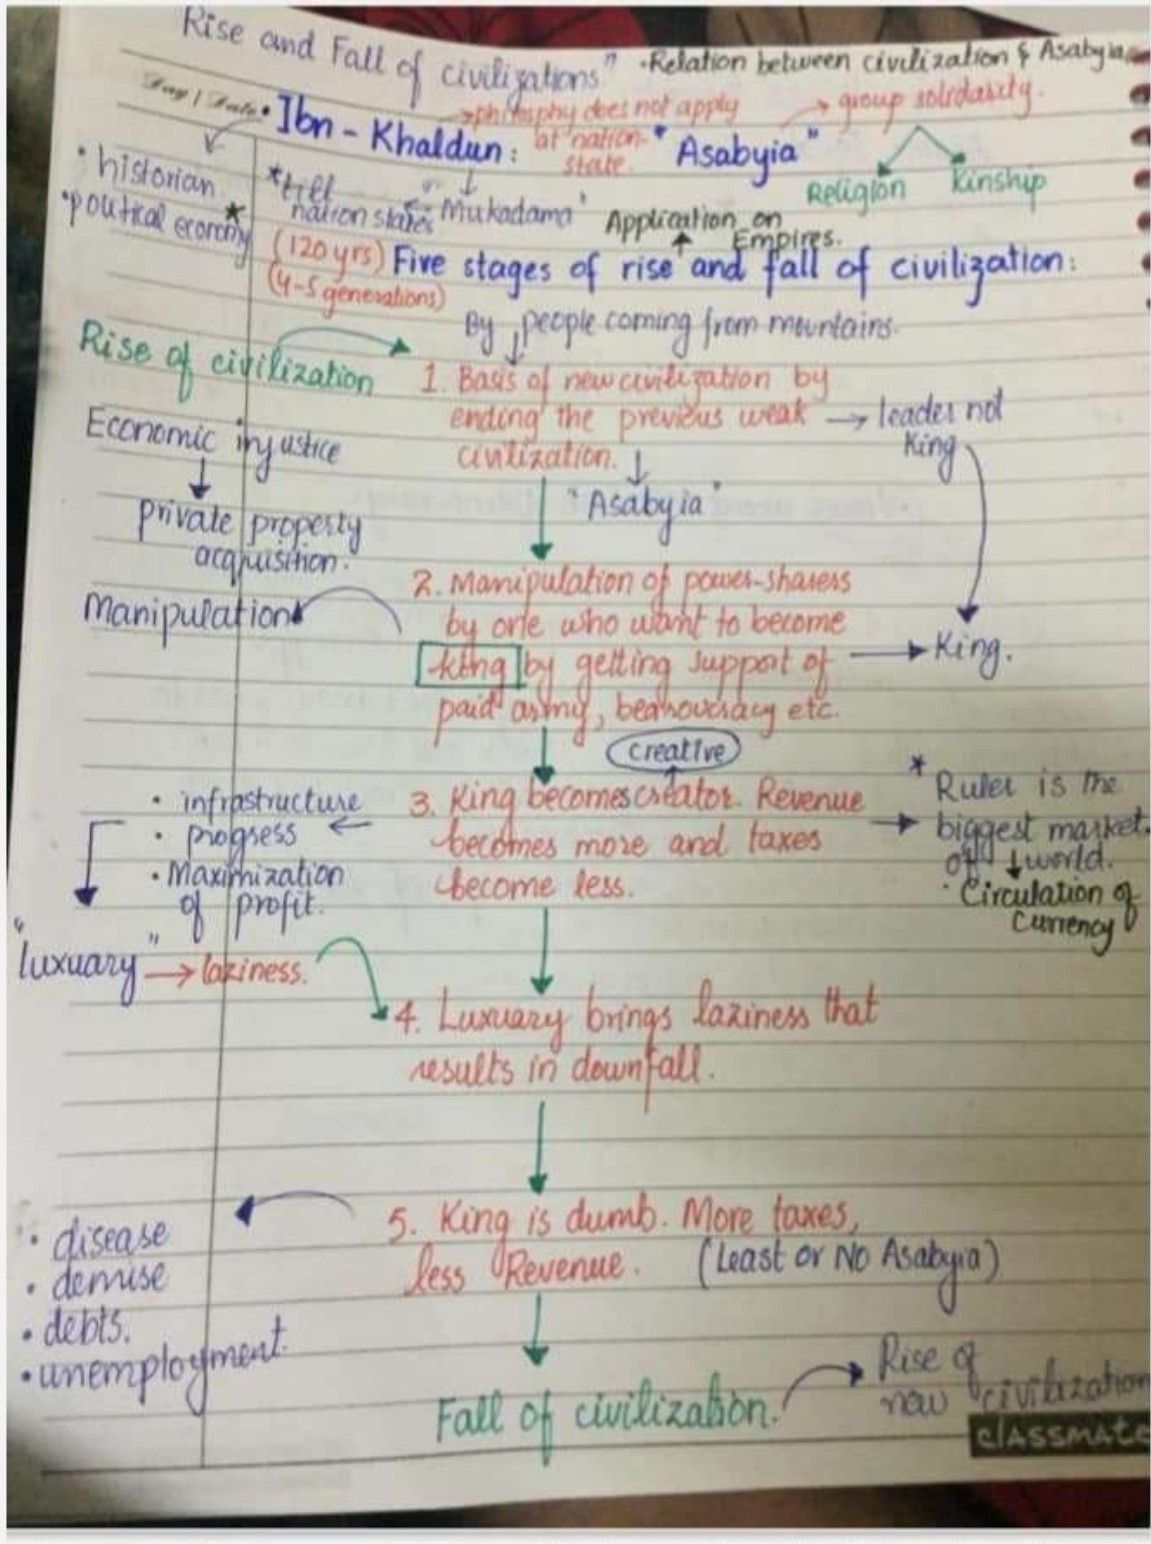 Rise and Fall of civilizations"
• Relation between civilization & Asabyia
Day / Date
• Ibn - Khaldun:
→ philosphy does not apply
at nation-
state.
" Asabyia "
→ group solidarity.
Religion
Kinship
• historian
• political economy
*till
nation states
Mukadama'
Application on
Empires.
(120 yrs)
(4-5 generations)
Five stages of rise and fall of civilization:
By people coming from mountains.
Rise of civilization
1. Basis of new civilization by
ending the previous weak → leader not
civilization.
King
"Asabyia"
Economic injustice
private property
acquisition.
2. Manipulation of power-sharers
by one who want to become
king by getting support of → King.
paid army, bearoucracy etc.
Manipulation
creative
3. King becomes creator. Revenue
becomes more and taxes
become less.
• infrastructure
• progress
• Maximization
of profit.
* Ruler is the
biggest market
of world.
• Circulation of
Currency
"luxuary" → laziness.
4. Luxuary brings laziness that
results in downfall.
5. King is dumb. More taxes,
less Revenue. (Least or No Asabyia)
• disease
• demise
• debts.
• unemployment.
Fall of civilization.
Rise of
new civilization
classmate